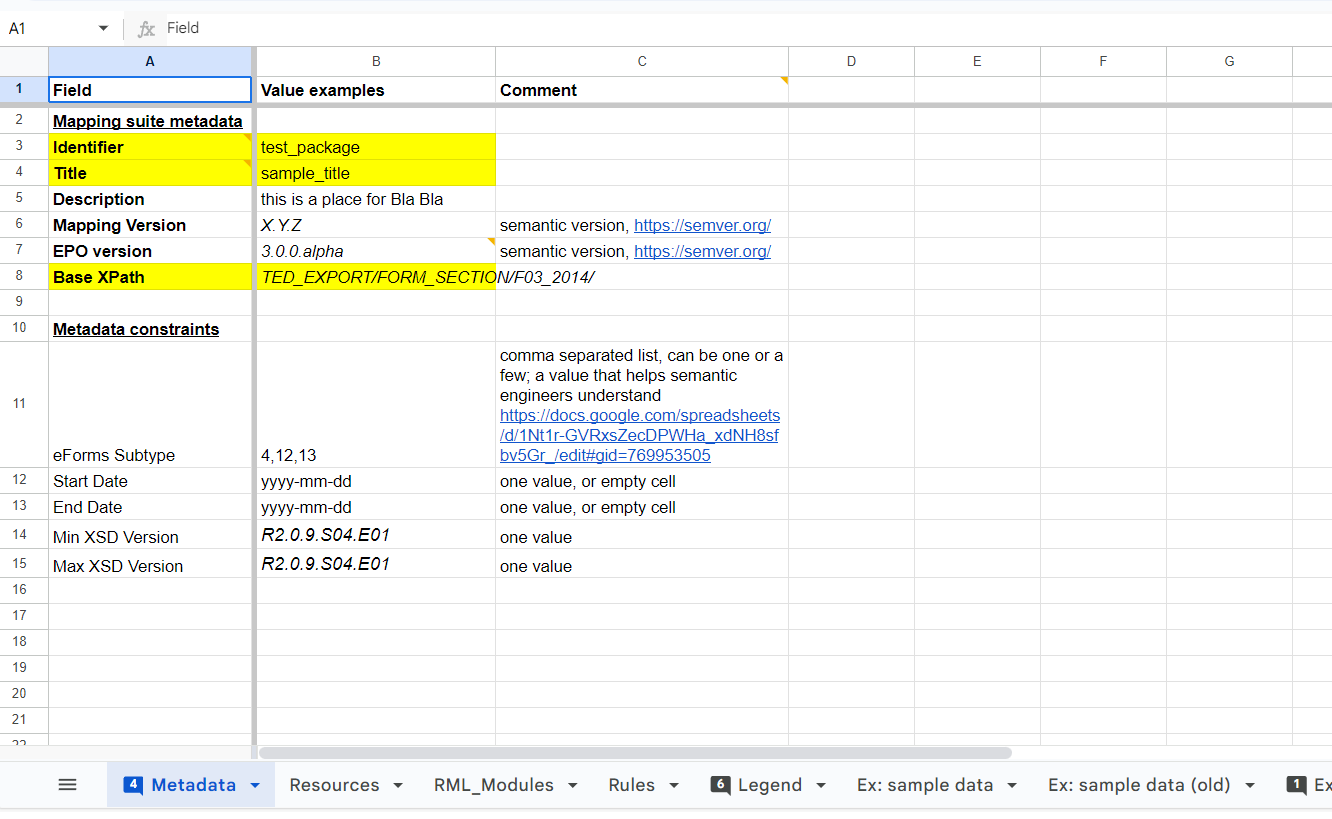 A1 fx Field
A B C D E F G
1 Field Value examples Comment
2 Mapping suite metadata
3 Identifier test_package
4 Title sample_title
5 Description this is a place for Bla Bla
6 Mapping Version X.Y.Z semantic version, https://semver.org/
7 EPO version 3.0.0.alpha semantic version, https://semver.org/
8 Base XPath TED_EXPORT/FORM_SECTION/F03_2014/
9
10 Metadata constraints
comma separated list, can be one or a
few; a value that helps semantic
engineers understand
11
https://docs.google.com/spreadsheets
/d/1Nt1r-GVRxsZecDPWHa_xdNH8sf
eForms Subtype 4,12,13 bv5Gr_/edit#gid=769953505
12 Start Date yyyy-mm-dd one value, or empty cell
13 End Date yyyy-mm-dd one value, or empty cell
14 Min XSD Version R2.0.9.S04.E01 one value
15 Max XSD Version R2.0.9.S04.E01 one value
16
17
18
19
20
21
22
4 Metadata Resources RML_Modules Rules 6 Legend Ex: sample data Ex: sample data (old) 1 Ex